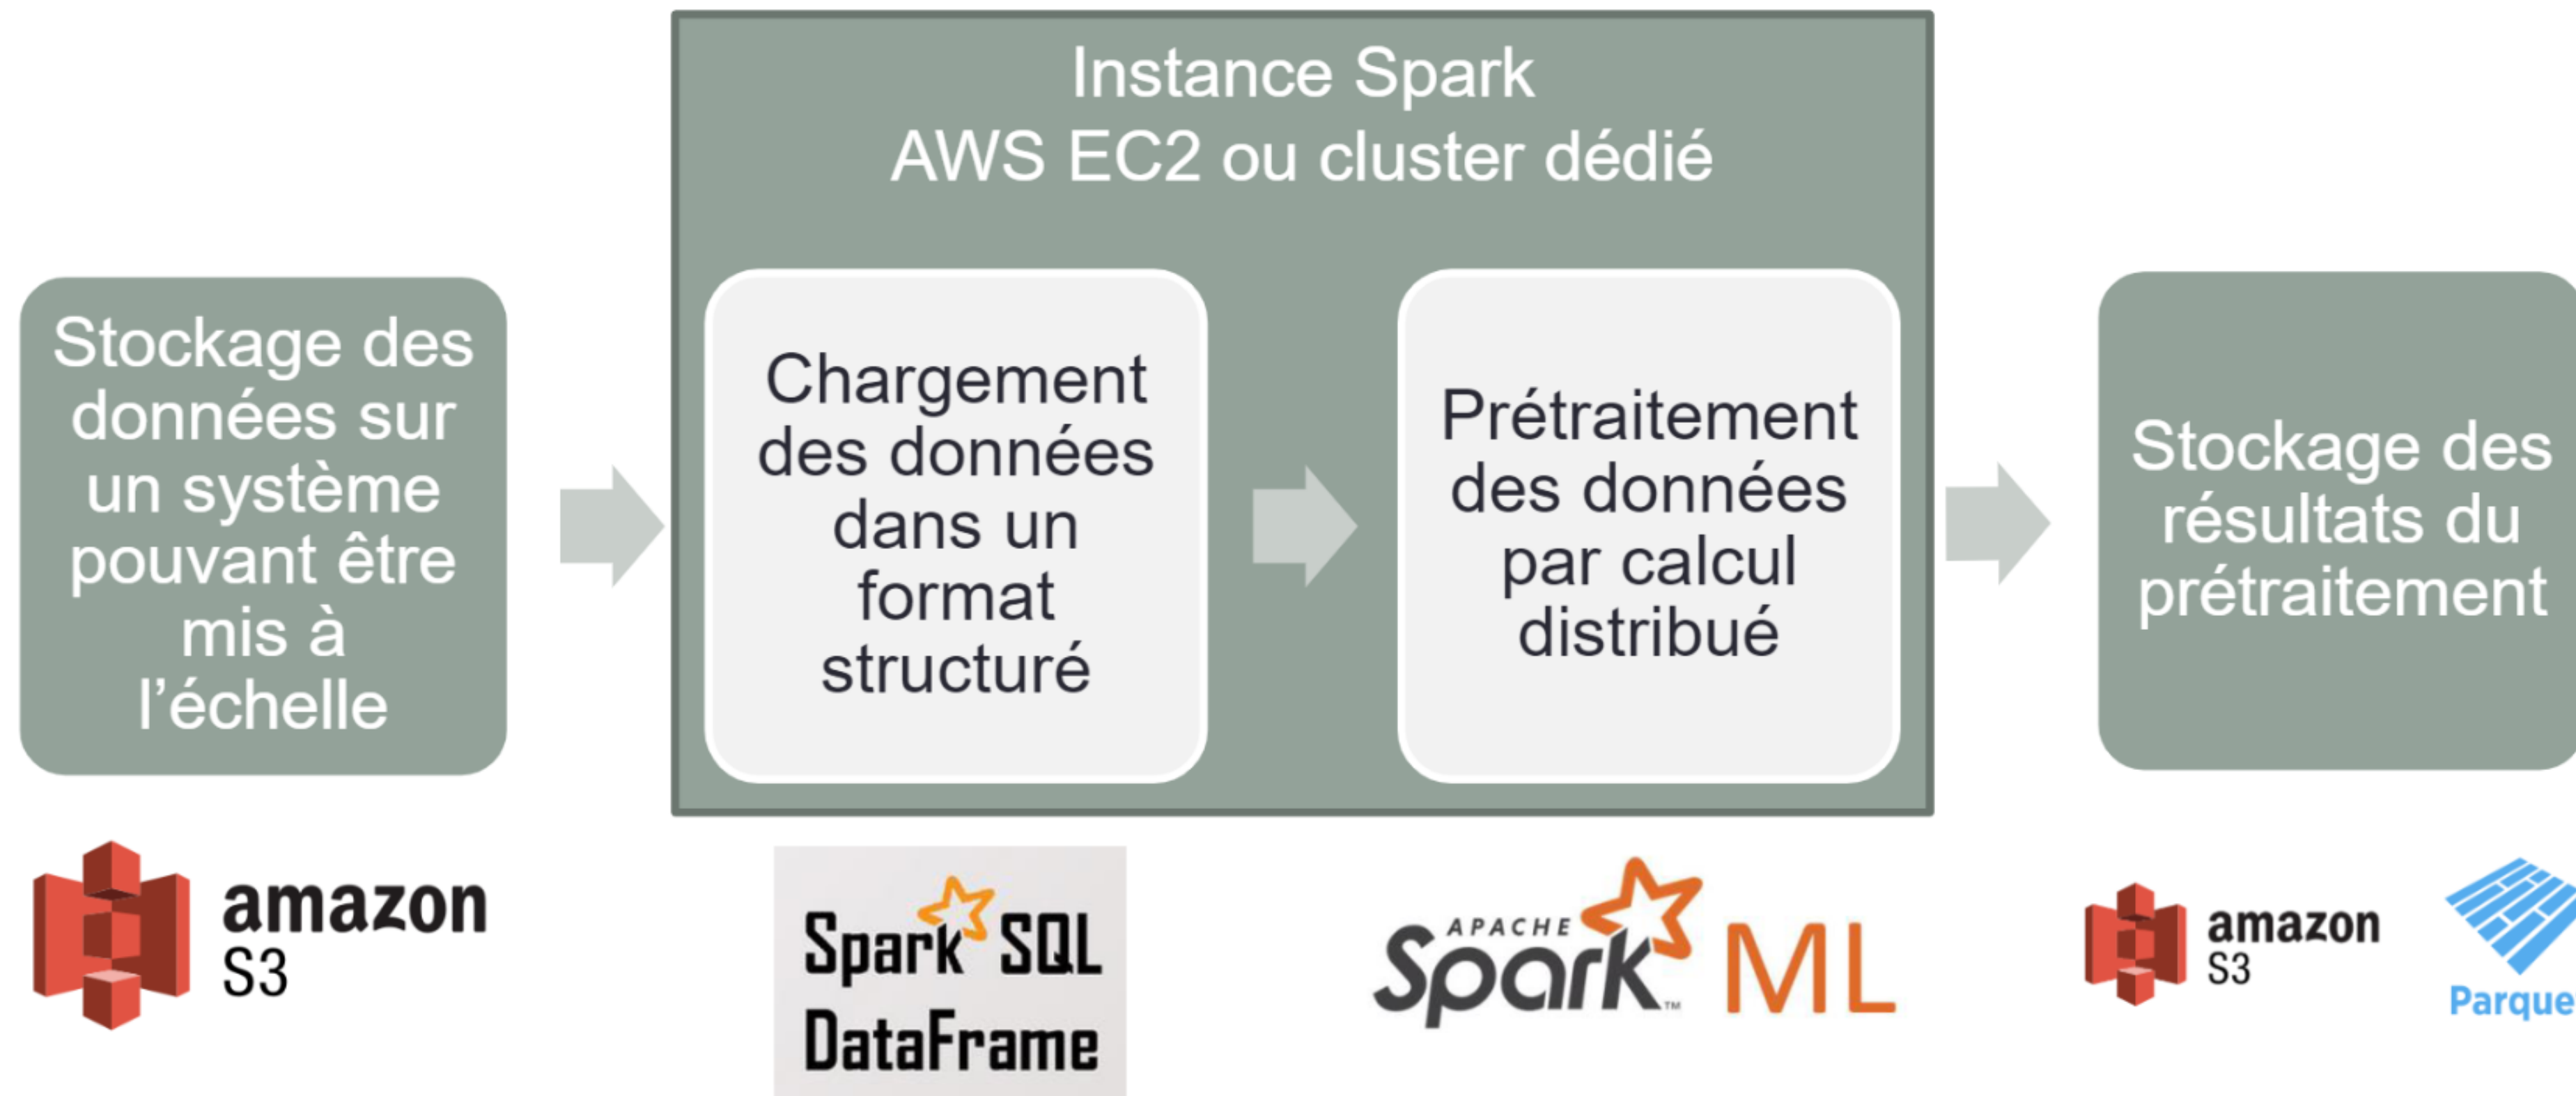 Instance Spark
AWS EC2 ou cluster dédié
Stockage des
données sur
un système
pouvant être
mis à
l’échelle
Chargement
des données
dans un
format
structuré
Prétraitement
des données
par calcul
distribué
Stockage des
résultats du
prétraitement
amazon
S3
Spark SQL
DataFrame
APACHE
Spark™ ML
amazon
S3
Parque